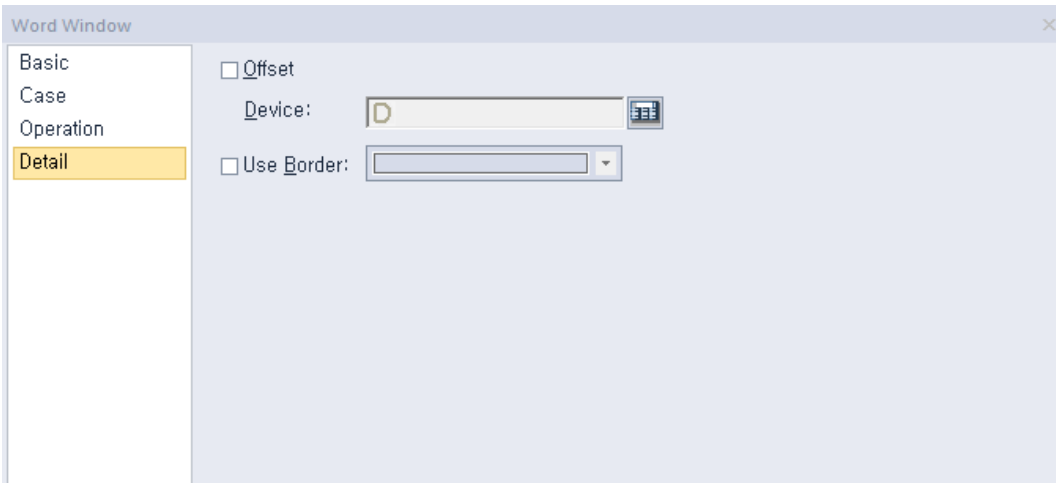 Word Window
Basic
Case
Operation
Detail
Offset
Device:
D
Use Border: